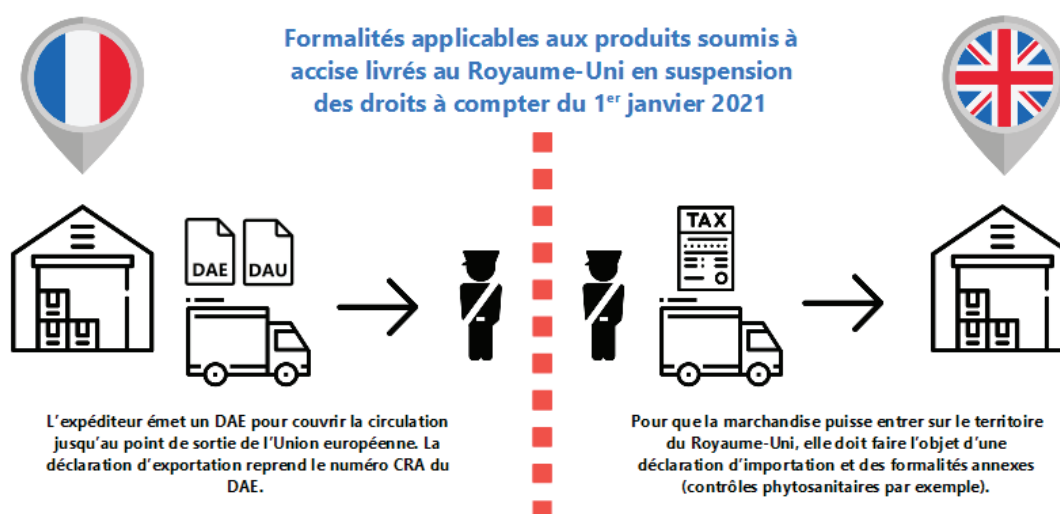 Formalités applicables aux produits soumis à
accise livrés au Royaume-Uni en suspension
des droits à compter du 1er janvier 2021
DAE
DAU
TAX
L'expéditeur émet un DAE pour couvrir la circulation
jusqu'au point de sortie de l'Union européenne. La
déclaration d'exportation reprend le numéro CRA du
DAE.
Pour que la marchandise puisse entrer sur le territoire
du Royaume-Uni, elle doit faire l'objet d'une
déclaration d'importation et des formalités annexes
(contrôles phytosanitaires par exemple).